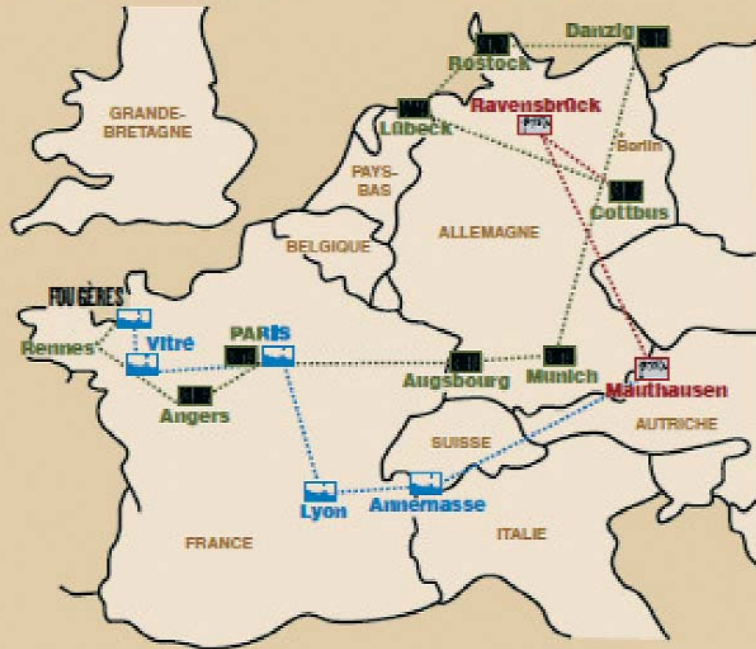 Danzig
Rostock
GRANDE-
BRETAGNE
Ravensbrück
Lübeck
Berlin
PAYS-
BAS
Cottbus
ALLEMAGNE
BELGIQUE
FOUGÈRES
Rennes
Vitré
PARIS
Augsbourg
Munich
Mauthausen
Angers
AUTRICHE
SUISSE
Lyon
Annemasse
FRANCE
ITALIE